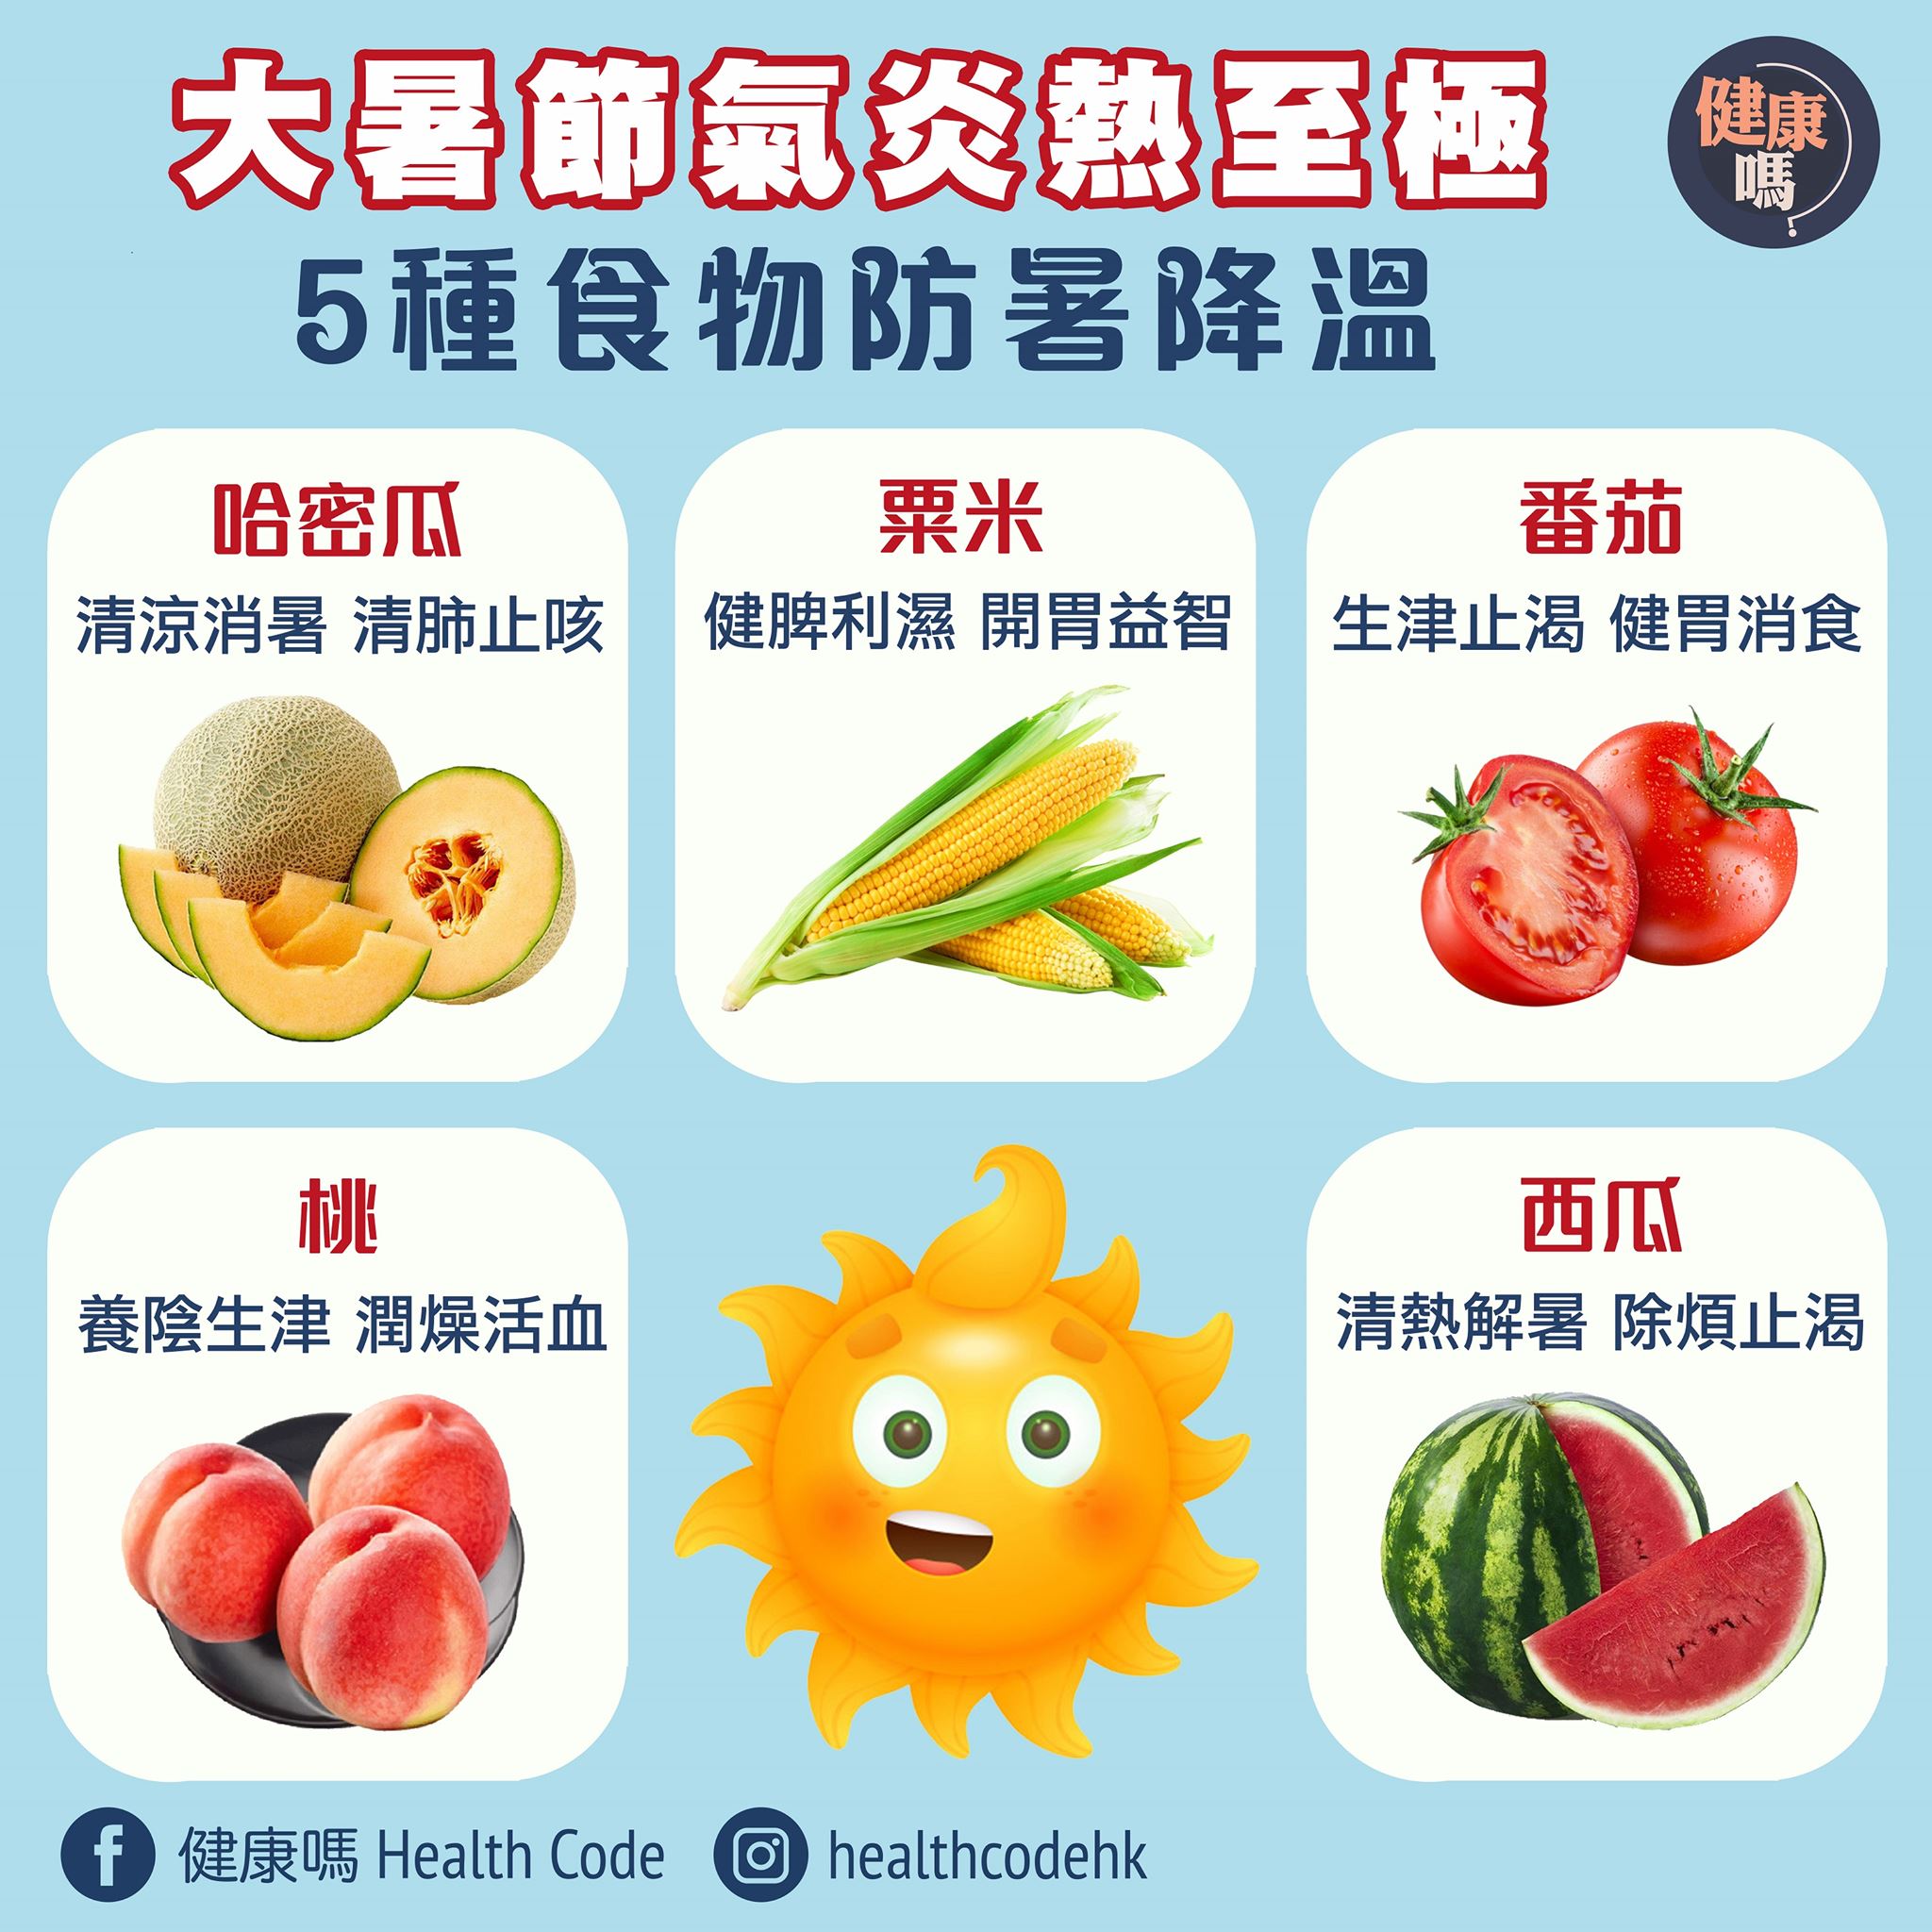 大暑節氣炎熱至極
健康
嗎?
5種食物防暑降溫
哈密瓜
清涼消暑 清肺止咳
粟米
健脾利濕 開胃益智
番茄
生津止渴 健胃消食
桃
養陰生津 潤燥活血
西瓜
清熱解暑 除煩止渴
健康嗎 Health Code
healthcodehk